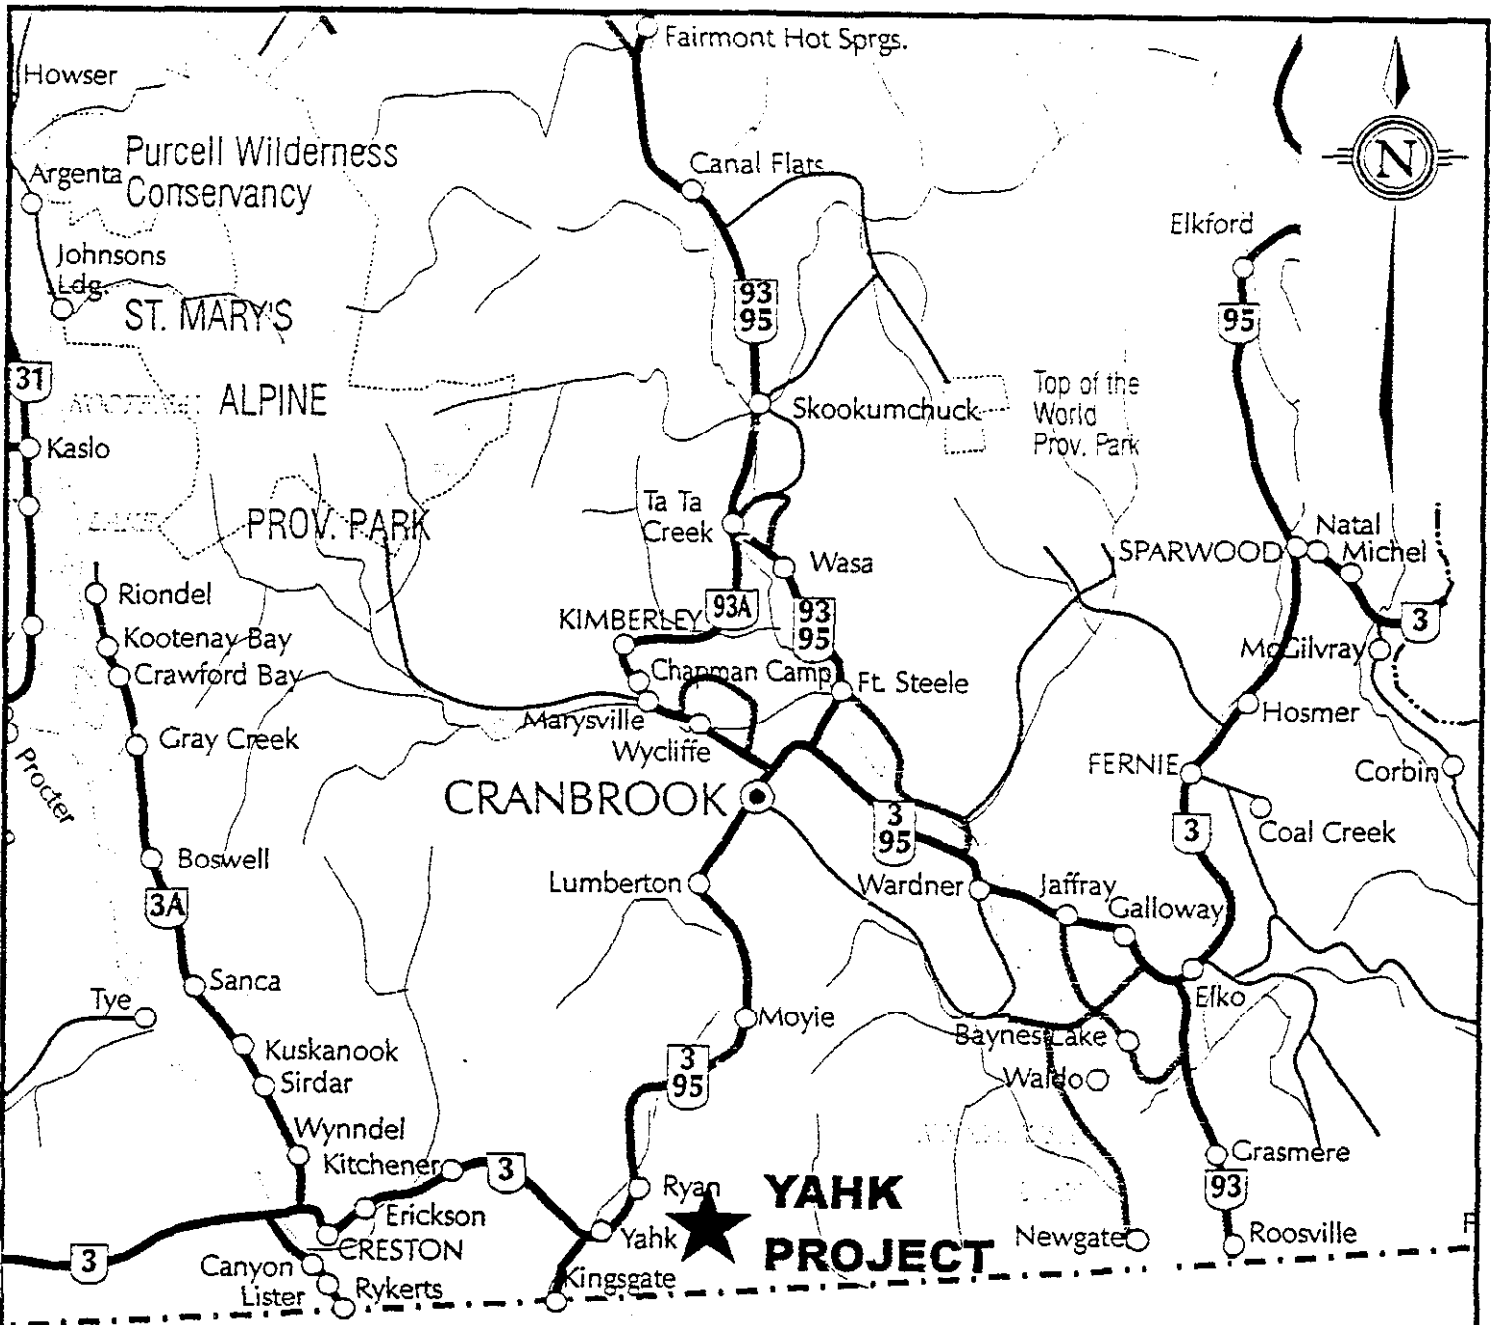 Fairmont Hot Sprgs.
Howser
Purcell Wilderness
Conservancy
Argenta
Canal Flats
N
Elkford
Johnsons
Ldg.
ST. MARY'S
93
95
95
31
ALPINE
Top of the
World
Prov. Park
Skookumchuck
Kaslo
Ta Ta
Creek
PROV. PARK
Natal
SPARWOOD
Michel
Wasa
Riondel
93A
93
95
KIMBERLEY
3
Kootenay Bay
McGilvray
Crawford Bay
Chapman Camp
Ft. Steele
Marysville
Hosmer
Gray Creek
Wycliffe
Procter
FERNIE
Corbin
CRANBROOK
3
95
3
Coal Creek
Boswell
Lumberton
Wardner
Jaffray
Galloway
3A
Sanca
Tye
Elko
Moyie
Baynes Lake
Kuskanook
3
95
Waldo
Sirdar
Wynndel
Kitchener
3
Grasmere
Ryan
YAHK
PROJECT
93
Erickson
Yahk
Newgate
Roosville
CRESTON
3
Canyon
Kingsgate
Lister
Rykerts